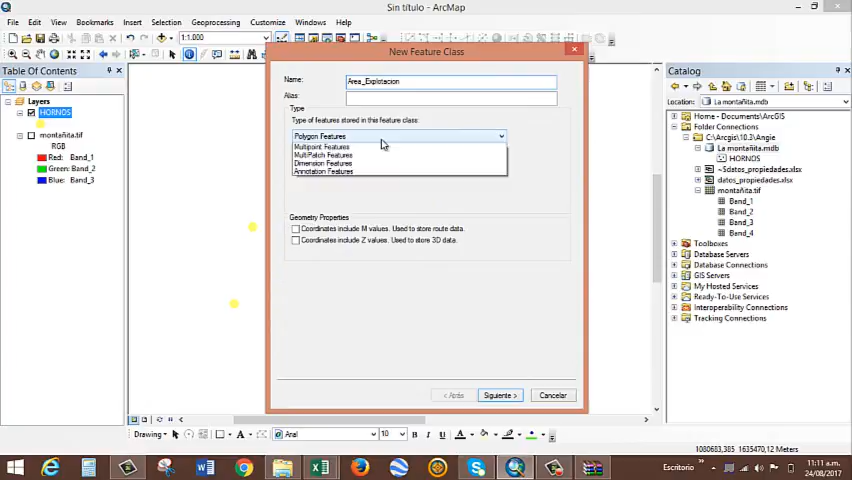 Sin título - ArcMap
File Edit View Bookmarks Insert Selection Geoprocessing Customize Windows Help
1:1.000
Table Of Contents
Layers
HORNOS
montañita.tif
RGB
Red: Band_1
Green: Band_2
Blue: Band_3
New Feature Class
Name: Area_Explotacion
Alias:
Type
Type of features stored in this feature class:
Polygon Features
Multipoint Features
MultiPatch Features
Dimension Features
Annotation Features
Geometry Properties
Coordinates include M values. Used to store route data.
Coordinates include Z values. Used to store 3D data.
< Atrás Siguiente > Cancelar
Catalog
Location: La montañita.mdb
Home - Documents\ArcGIS
Folder Connections
C:\Arcgis\10.3\Angie
La montañita.mdb
HORNOS
~$datos_propiedades.xlsx
datos_propiedades.xlsx
montañita.tif
Band_1
Band_2
Band_3
Band_4
Toolboxes
Database Servers
Database Connections
GIS Servers
My Hosted Services
Ready-To-Use Services
Interoperability Connections
Tracking Connections
Drawing Arial 10 B I U A
1080683,385 1635470,12 Meters
Escritorio
11:11 a.m.
24/08/2017